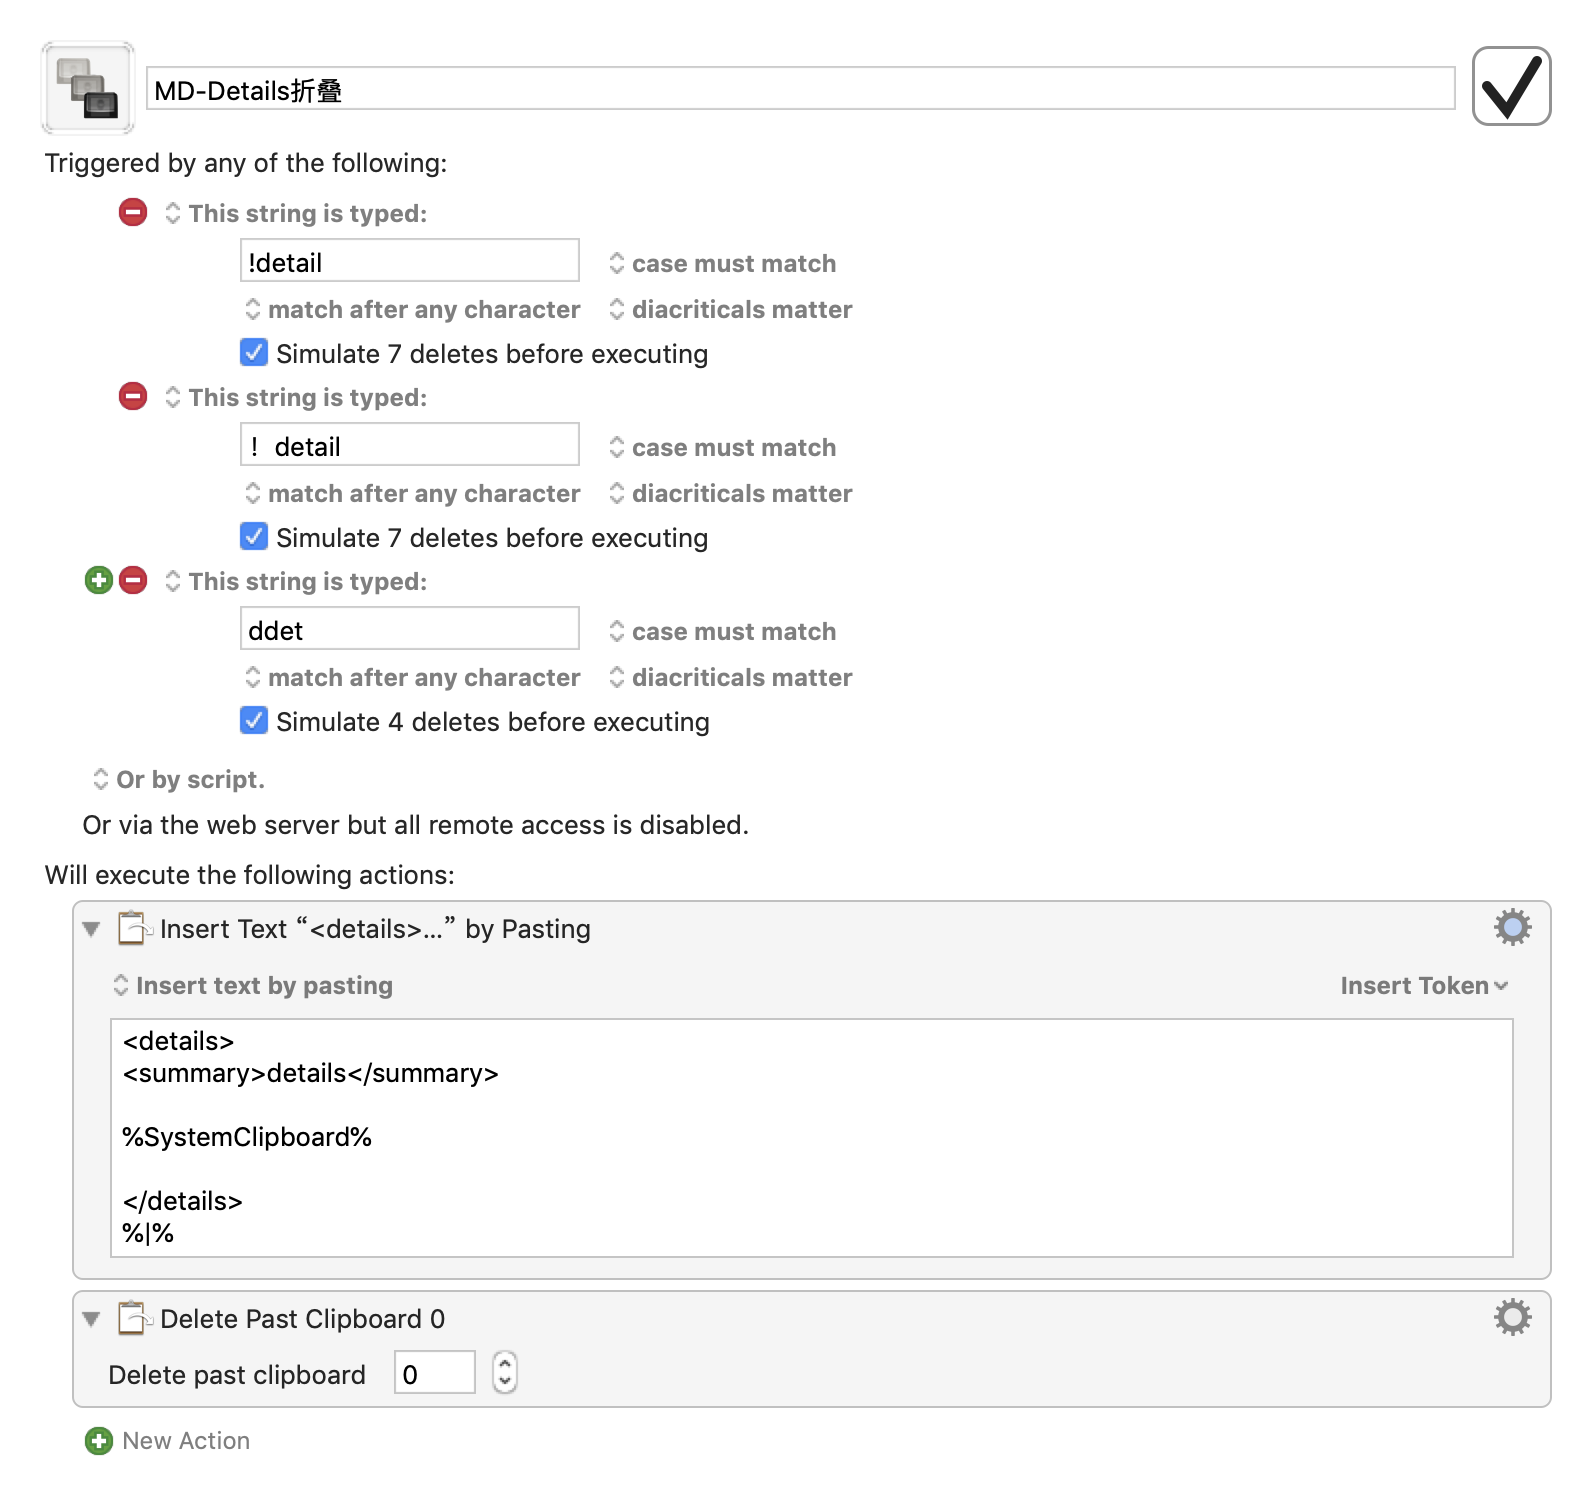 MD-Details折叠
Triggered by any of the following:
This string is typed:
!detail
case must match
match after any character
diacriticals matter
Simulate 7 deletes before executing
This string is typed:
！detail
case must match
match after any character
diacriticals matter
Simulate 7 deletes before executing
This string is typed:
ddet
case must match
match after any character
diacriticals matter
Simulate 4 deletes before executing
Or by script.
Or via the web server but all remote access is disabled.
Will execute the following actions:
Insert Text “<details>…” by Pasting
Insert text by pasting
Insert Token
<details>
<summary>details</summary>
%SystemClipboard%
</details>
%|%
Delete Past Clipboard 0
Delete past clipboard
0
New Action